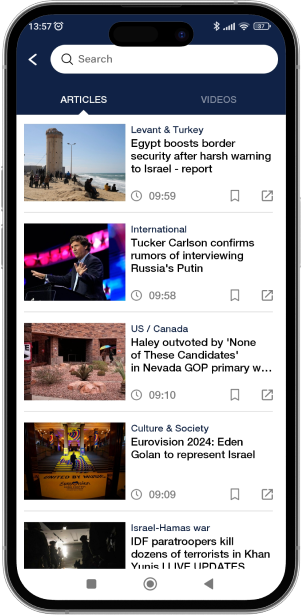 13:57
87
Search
ARTICLES VIDEOS
Levant & Turkey
Egypt boosts border
security after harsh warning
to Israel - report
09:59
International
Tucker Carlson confirms
rumors of interviewing
Russia's Putin
09:58
US / Canada
Haley outvoted by 'None
of These Candidates'
in Nevada GOP primary w...
09:10
Culture & Society
Eurovision 2024: Eden
Golan to represent Israel
09:09
Israel-Hamas war
IDF paratroopers kill
dozens of terrorists in Khan
Yunis | LIVE UPDATES